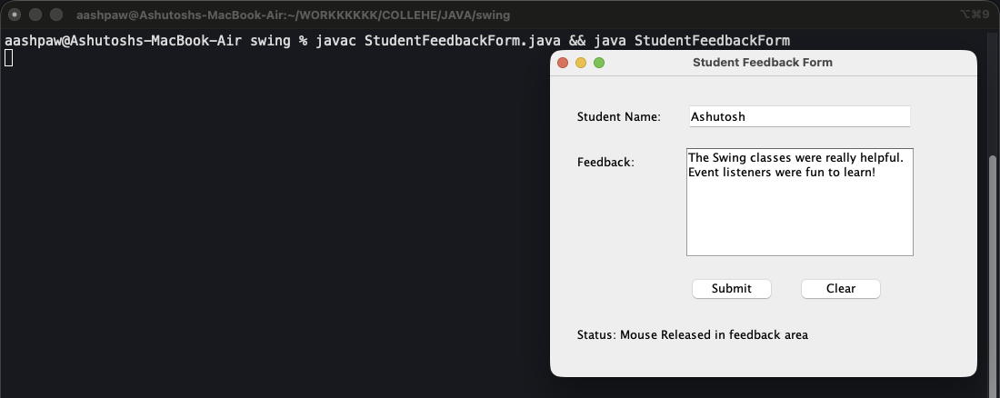 aashpaw@Ashutoshs-MacBook-Air:~/WORKKKKKK/COLLEHE/JAVA/swing
⌥⌘9
aashpaw@Ashutoshs-MacBook-Air swing % javac StudentFeedbackForm.java && java StudentFeedbackForm
Student Feedback Form
Student Name:
Ashutosh
Feedback:
The Swing classes were really helpful.
Event listeners were fun to learn!
Submit
Clear
Status: Mouse Released in feedback area